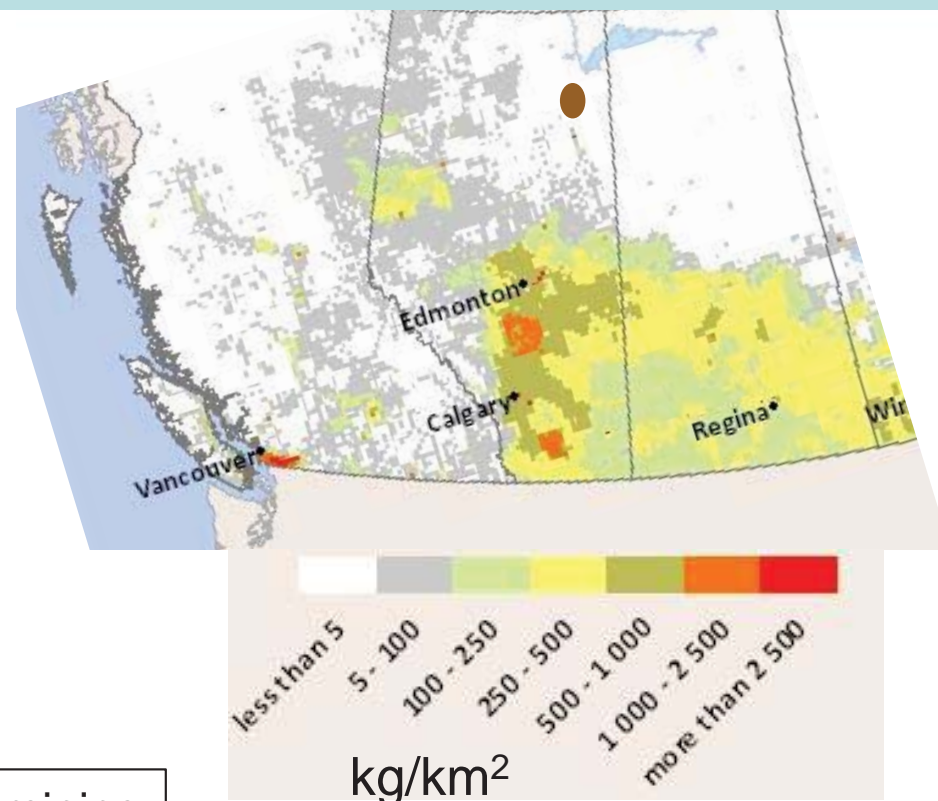 Edmonton
Calgary
Regina
Vancouver
less than 5
5 - 100
100 - 250
250 - 500
500 - 1 000
1 000 - 2 500
more than 2 500
kg/km²